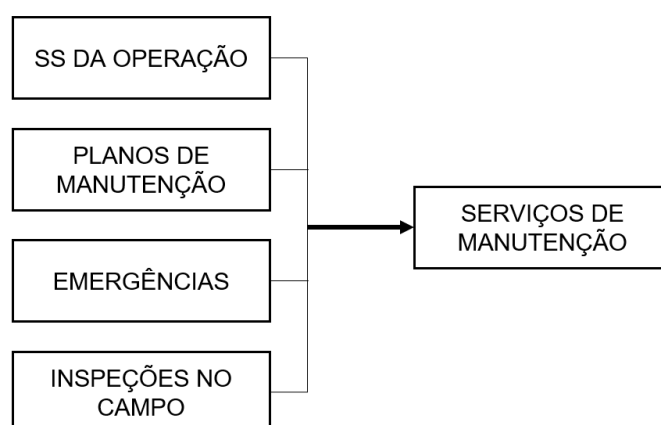 SS DA OPERAÇÃO
PLANOS DE
MANUTENÇÃO
SERVIÇOS DE
MANUTENÇÃO
EMERGÊNCIAS
INSPEÇÕES NO
CAMPO